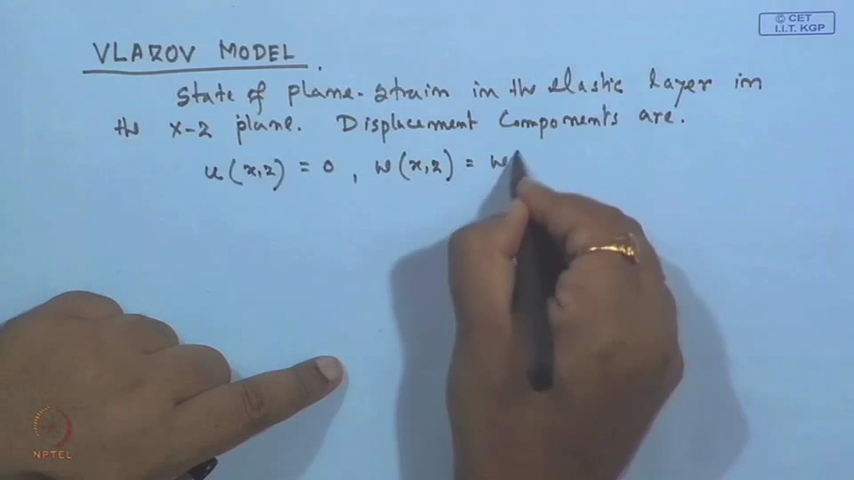 © CET
I.I.T. KGP
VLAZOV MODEL.
State of plane-strain in the elastic layer in
the x-z plane. Displacement Components are.
u(x,z) = 0, w(x,z) = w
NPTEL